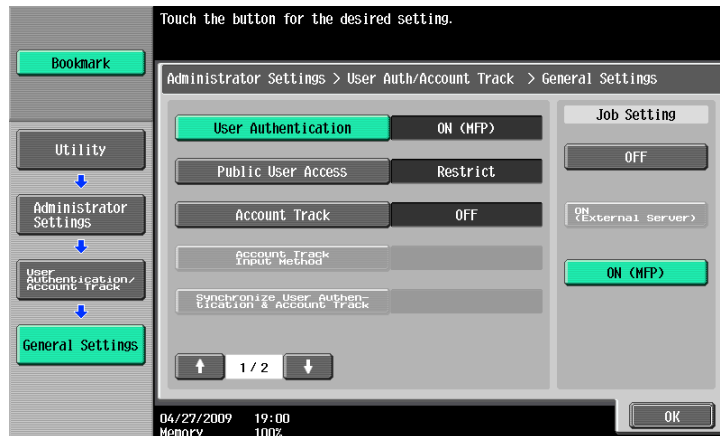 Touch the button for the desired setting.
Bookmark
Administrator Settings > User Auth/Account Track > General Settings
User Authentication
ON (MFP)
Public User Access
Restrict
Account Track
OFF
Account Track
Input Method
Synchronize User Authen-
tication & Account Track
1/2
Job Setting
OFF
ON
(External Server)
ON (MFP)
Utility
Administrator
Settings
User
Authentication/
Account Track
General Settings
04/27/2009 19:00
Memory 100%
OK